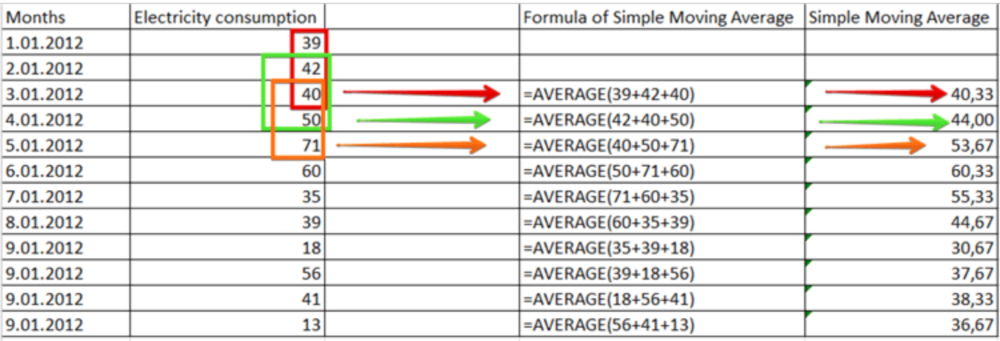 Months Electricity consumption Formula of Simple Moving Average Simple Moving Average
1.01.2012 39
2.01.2012 42
3.01.2012 40 =AVERAGE(39+42+40) 40,33
4.01.2012 50 =AVERAGE(42+40+50) 44,00
5.01.2012 71 =AVERAGE(40+50+71) 53,67
6.01.2012 60 =AVERAGE(50+71+60) 60,33
7.01.2012 35 =AVERAGE(71+60+35) 55,33
8.01.2012 39 =AVERAGE(60+35+39) 44,67
9.01.2012 18 =AVERAGE(35+39+18) 30,67
9.01.2012 56 =AVERAGE(39+18+56) 37,67
9.01.2012 41 =AVERAGE(18+56+41) 38,33
9.01.2012 13 =AVERAGE(56+41+13) 36,67